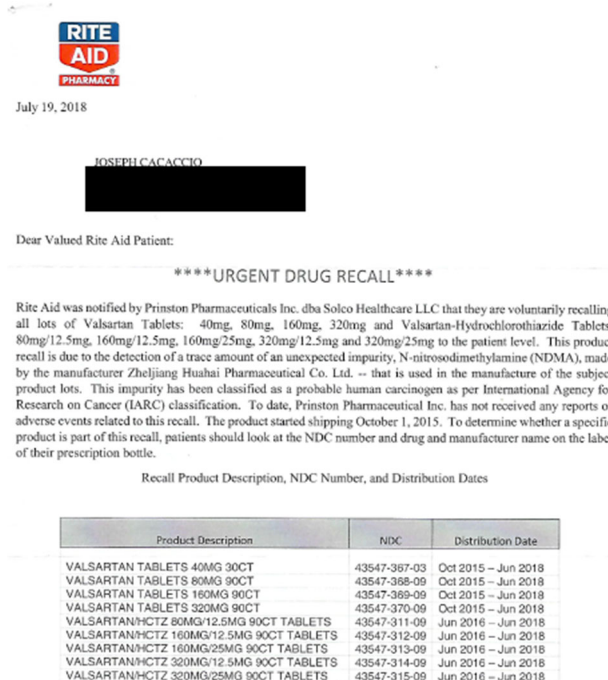 RITE
AID
PHARMACY
July 19, 2018
JOSEPH CACACCIO
Dear Valued Rite Aid Patient:
****URGENT DRUG RECALL****
Rite Aid was notified by Prinston Pharmaceuticals Inc. dba Solco Healthcare LLC that they are voluntarily recalling
all lots of Valsartan Tablets: 40mg, 80mg, 160mg, 320mg and Valsartan-Hydrochlorothiazide Tablets
80mg/12.5mg, 160mg/12.5mg, 160mg/25mg, 320mg/12.5mg and 320mg/25mg to the patient level. This produc
recall is due to the detection of a trace amount of an unexpected impurity, N-nitrosodimethylamine (NDMA), made
by the manufacturer Zheljiang Huahai Pharmaceutical Co. Ltd. -- that is used in the manufacture of the subjec
product lots. This impurity has been classified as a probable human carcinogen as per International Agency fo
Research on Cancer (IARC) classification. To date, Prinston Pharmaceutical Inc. has not received any reports o
adverse events related to this recall. The product started shipping October 1, 2015. To determine whether a specifi
product is part of this recall, patients should look at the NDC number and drug and manufacturer name on the labe
of their prescription bottle.
Recall Product Description, NDC Number, and Distribution Dates
Product Description NDC Distribution Date
VALSARTAN TABLETS 40MG 30CT 43547-367-03 Oct 2015 – Jun 2018
VALSARTAN TABLETS 80MG 90CT 43547-368-09 Oct 2015 – Jun 2018
VALSARTAN TABLETS 160MG 90CT 43547-369-09 Oct 2015 – Jun 2018
VALSARTAN TABLETS 320MG 90CT 43547-370-09 Oct 2015 – Jun 2018
VALSARTAN/HCTZ 80MG/12.5MG 90CT TABLETS 43547-311-09 Jun 2016 – Jun 2018
VALSARTAN/HCTZ 160MG/12.5MG 90CT TABLETS 43547-312-09 Jun 2016 – Jun 2018
VALSARTAN/HCTZ 160MG/25MG 90CT TABLETS 43547-313-09 Jun 2016 – Jun 2018
VALSARTAN/HCTZ 320MG/12.5MG 90CT TABLETS 43547-314-09 Jun 2016 – Jun 2018
VALSARTAN/HCTZ 320MG/25MG 90CT TABLETS 43547-315-09 Jun 2016 – Jun 2018